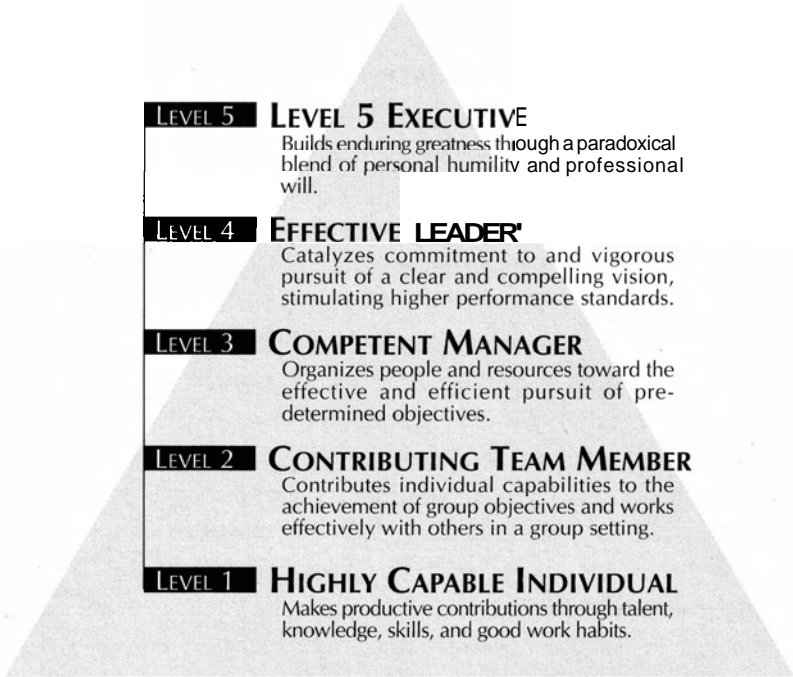 LEVEL 5 LEVEL 5 EXECUTIVE
Builds enduring greatness through a paradoxical
blend of personal humility and professional
will.
LEVEL 4 EFFECTIVE LEADER'
Catalyzes commitment to and vigorous
pursuit of a clear and compelling vision,
stimulating higher performance standards.
LEVEL 3 COMPETENT MANAGER
Organizes people and resources toward the
effective and efficient pursuit of pre-
determined objectives.
LEVEL 2 CONTRIBUTING TEAM MEMBER
Contributes individual capabilities to the
achievement of group objectives and works
effectively with others in a group setting.
LEVEL 1 HIGHLY CAPABLE INDIVIDUAL
Makes productive contributions through talent,
knowledge, skills, and good work habits.